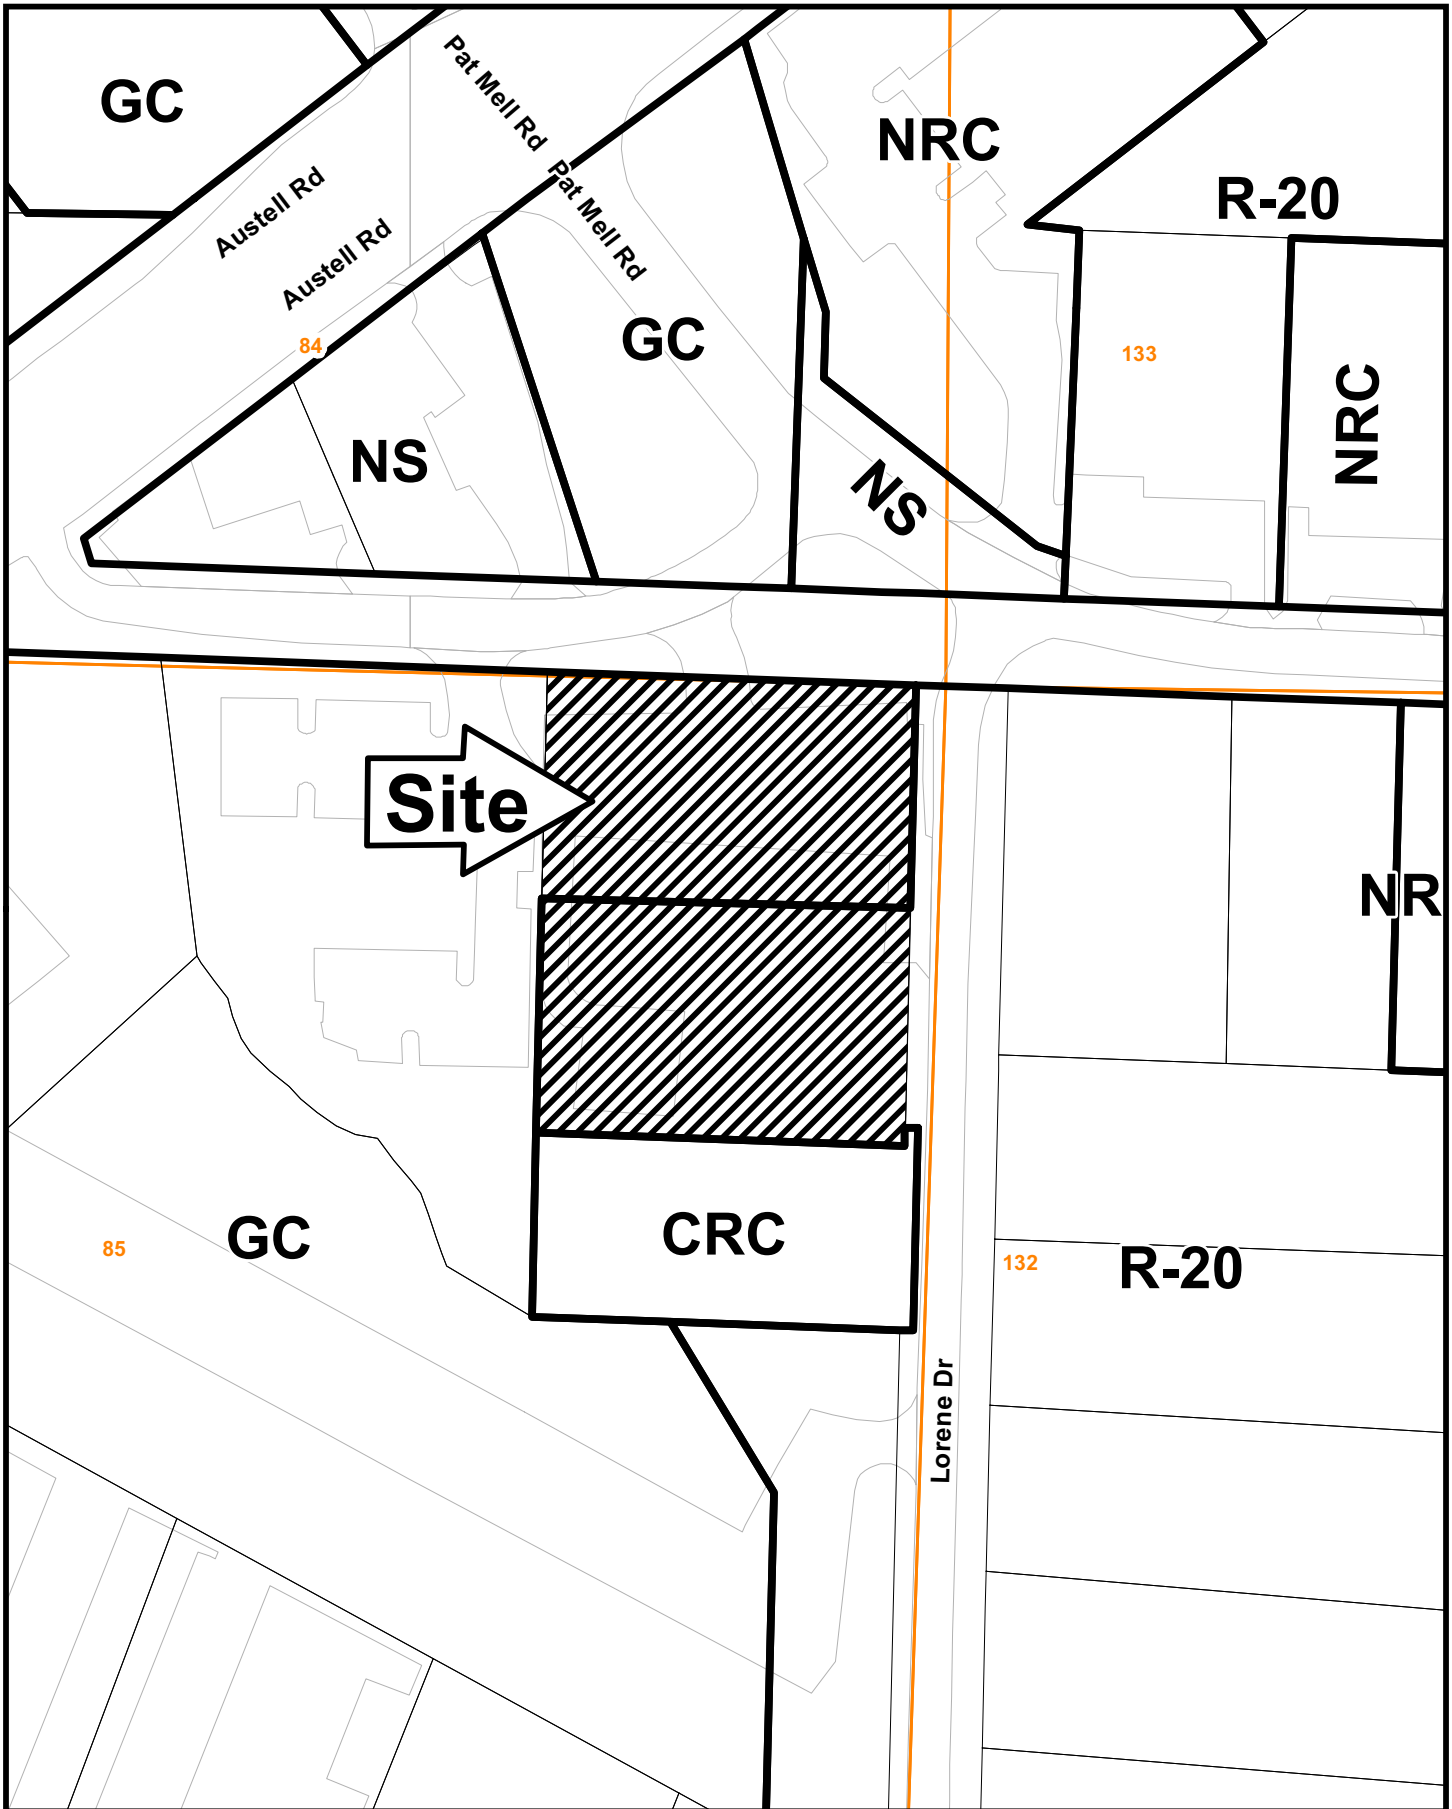 Pat Mell Rd
GC
NRC
Pat Mell Rd
R-20
Austell Rd
Austell Rd
GC
84
133
NRC
NS
NS
Site
NR
GC
CRC
85
132
R-20
Lorene Dr